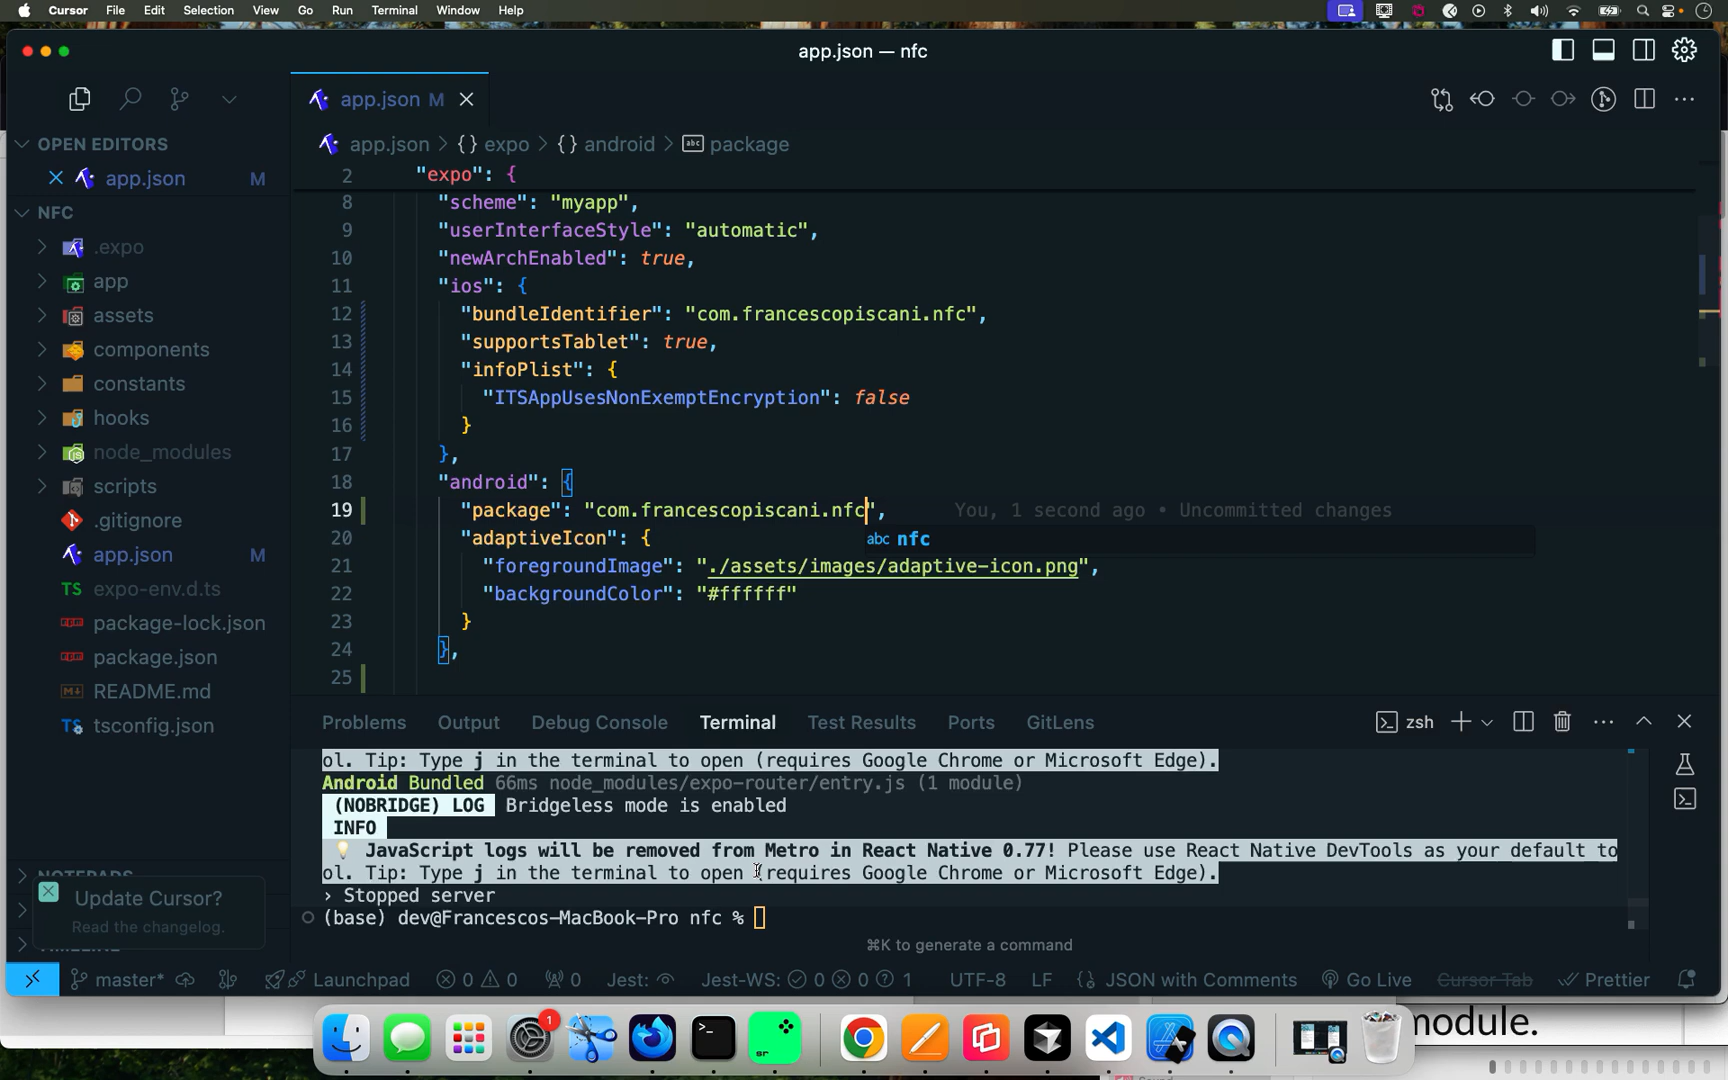 Cursor File Edit Selection View Go Run Terminal Window Help
app.json — nfc
app.json M
OPEN EDITORS
app.json M
app.json > {} expo > {} android > abc package
NFC
.expo
app
assets
components
constants
hooks
node_modules
scripts
.gitignore
app.json M
TS expo-env.d.ts
package-lock.json
package.json
README.md
TS tsconfig.json
2 "expo": {
8 "scheme": "myapp",
9 "userInterfaceStyle": "automatic",
10 "newArchEnabled": true,
11 "ios": {
12 "bundleIdentifier": "com.francescopiscani.nfc",
13 "supportsTablet": true,
14 "infoPlist": {
15 "ITSAppUsesNonExemptEncryption": false
16 }
17 },
18 "android": {
19 "package": "com.francescopiscani.nfc", You, 1 second ago • Uncommitted changes
abc nfc
20 "adaptiveIcon": {
21 "foregroundImage": "./assets/images/adaptive-icon.png",
22 "backgroundColor": "#ffffff"
23 }
24 },
25
Problems Output Debug Console Terminal Test Results Ports GitLens
zsh
ol. Tip: Type j in the terminal to open (requires Google Chrome or Microsoft Edge).
Android Bundled 66ms node_modules/expo-router/entry.js (1 module)
(NOBRIDGE) LOG Bridgeless mode is enabled
INFO
💡 JavaScript logs will be removed from Metro in React Native 0.77! Please use React Native DevTools as your default to
ol. Tip: Type j in the terminal to open (requires Google Chrome or Microsoft Edge).
› Stopped server
(base) dev@Francescos-MacBook-Pro nfc %
⌘K to generate a command
Update Cursor?
Read the changelog.
master* Launchpad 0 0 0 Jest: Jest-WS: 0 0 1 UTF-8 LF {} JSON with Comments Go Live Cursor Tab Prettier
1
sr
module.